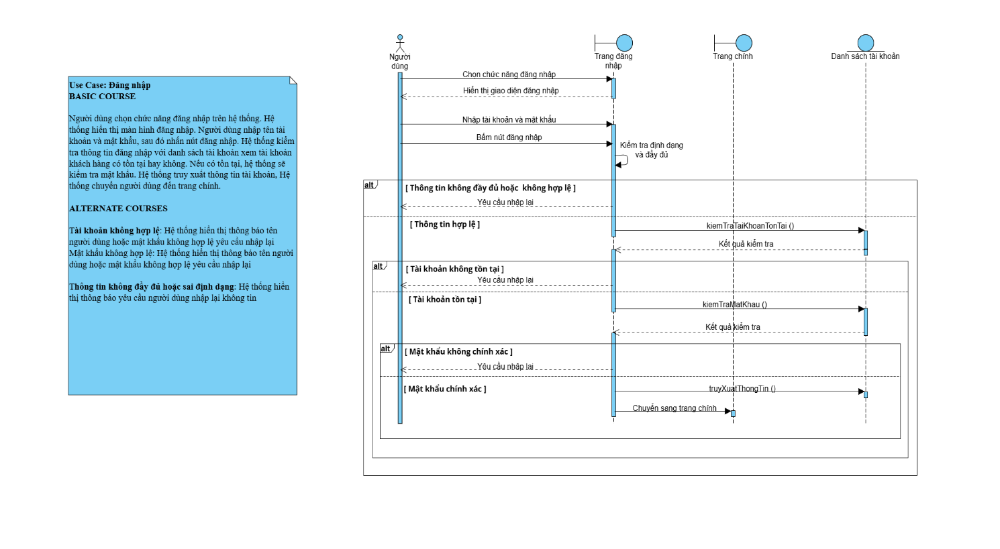 Use Case: Đăng nhập
BASIC COURSE
Người dùng chọn chức năng đăng nhập trên hệ thống. Hệ
thống hiển thị màn hình đăng nhập. Người dùng nhập tên tài
khoản và mật khẩu, sau đó nhấn nút đăng nhập. Hệ thống kiểm
tra thông tin đăng nhập với danh sách tài khoản xem tài khoản
khách hàng có tồn tại hay không. Nếu có tồn tại, hệ thống sẽ
kiểm tra mật khẩu. Hệ thống truy xuất thông tin tài khoản, Hệ
thống chuyển người dùng đến trang chính.
ALTERNATE COURSES
Tài khoản không hợp lệ: Hệ thống hiển thị thông báo tên
người dùng hoặc mật khẩu không hợp lệ yêu cầu nhập lại
Mật khẩu không hợp lệ: Hệ thống hiển thị thông báo tên người
dùng hoặc mật khẩu không hợp lệ yêu cầu nhập lại
Thông tin không đầy đủ hoặc sai định dạng: Hệ thống hiển
thị thông báo yêu cầu người dùng nhập lại không tin
Người
dùng
Trang đăng
nhập
Trang chính
Danh sách tài khoản
Chọn chức năng đăng nhập
Hiển thị giao diện đăng nhập
Nhập tài khoản và mật khẩu
Bấm nút đăng nhập
Kiểm tra định dạng
và đầy đủ
alt
[ Thông tin không đầy đủ hoặc không hợp lệ ]
Yêu cầu nhập lại
[ Thông tin hợp lệ ]
kiemTraTaiKhoanTonTai ()
Kết quả kiểm tra
alt
[ Tài khoản không tồn tại ]
Yêu cầu nhập lại
[ Tài khoản tồn tại ]
kiemTraMatKhau ()
Kết quả kiểm tra
alt
[ Mật khẩu không chính xác ]
Yêu cầu nhập lại
[ Mật khẩu chính xác ]
truyXuatThongTin ()
Chuyển sang trang chính